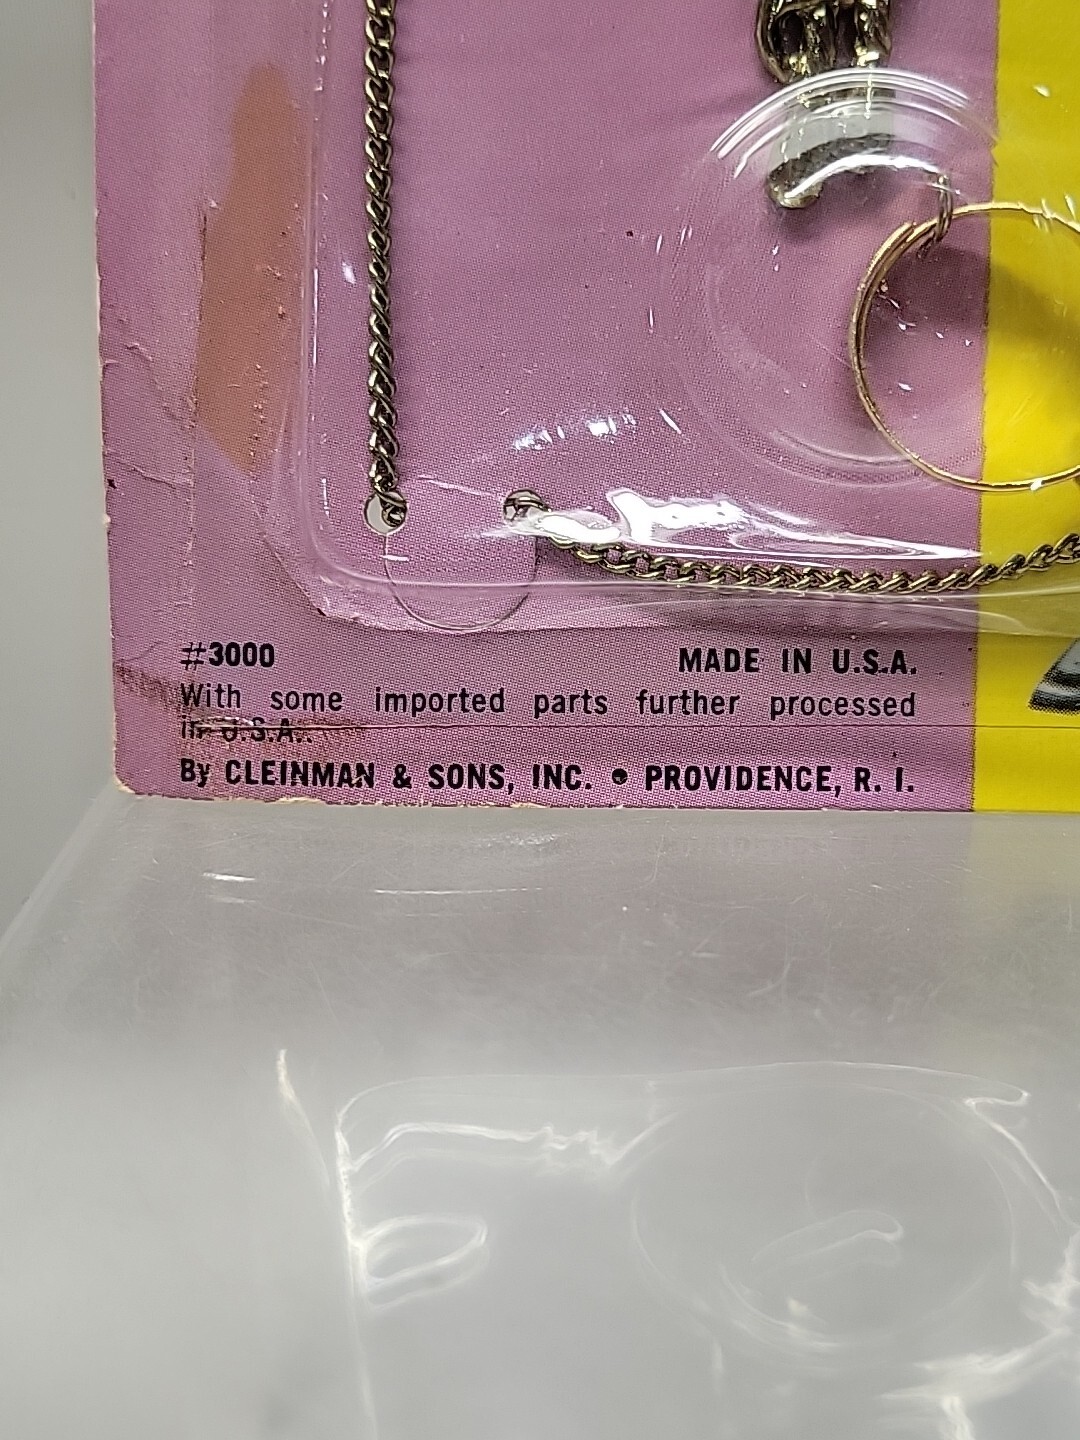 #3000 MADE IN U.S.A.
With some imported parts further processed
in U.S.A.
By CLEINMAN & SONS, INC. • PROVIDENCE, R. I.